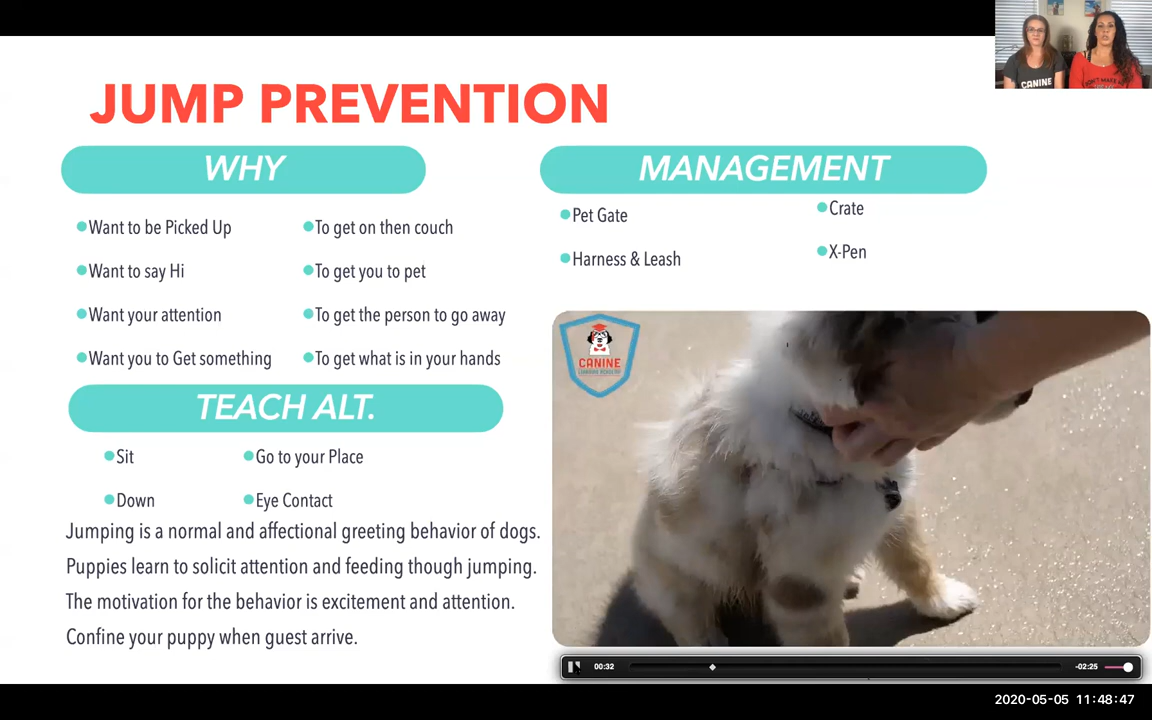 CANINE
JUMP PREVENTION
WHY
Want to be Picked Up
Want to say Hi
Want your attention
Want you to Get something
To get on then couch
To get you to pet
To get the person to go away
To get what is in your hands
MANAGEMENT
Pet Gate
Harness & Leash
Crate
X-Pen
TEACH ALT.
Sit
Down
Go to your Place
Eye Contact
Jumping is a normal and affectional greeting behavior of dogs.
Puppies learn to solicit attention and feeding though jumping.
The motivation for the behavior is excitement and attention.
Confine your puppy when guest arrive.
CANINE
LEARNING ACADEMY
00:32
-02:25
2020-05-05 11:48:47